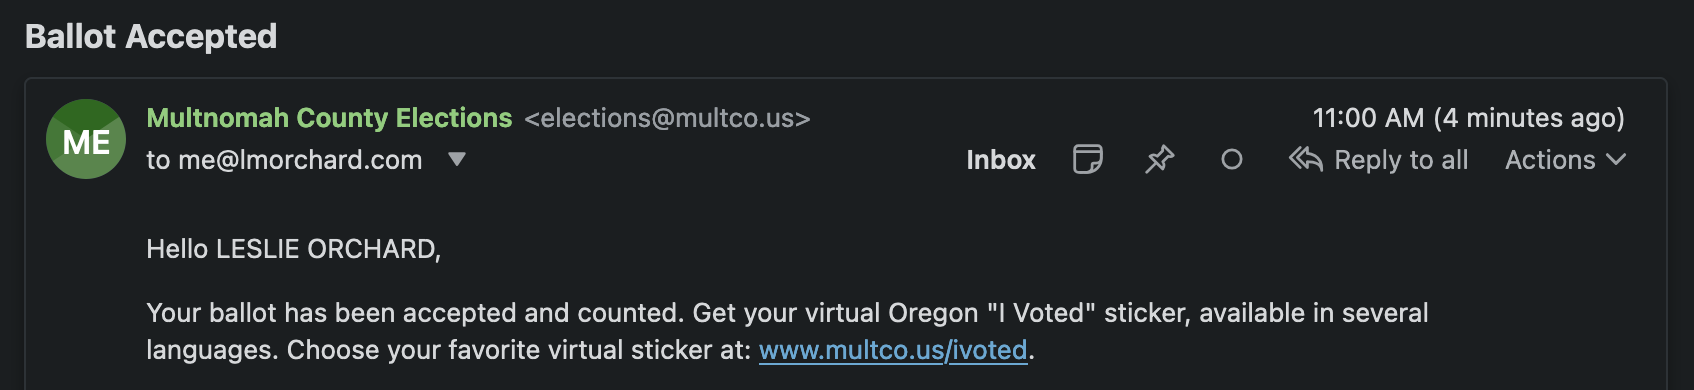 Ballot Accepted
ME
Multnomah County Elections <elections@multco.us>
11:00 AM (4 minutes ago)
to me@lmorchard.com
Inbox
Reply to all
Actions
Hello LESLIE ORCHARD,
Your ballot has been accepted and counted. Get your virtual Oregon "I Voted" sticker, available in several
languages. Choose your favorite virtual sticker at: www.multco.us/ivoted.